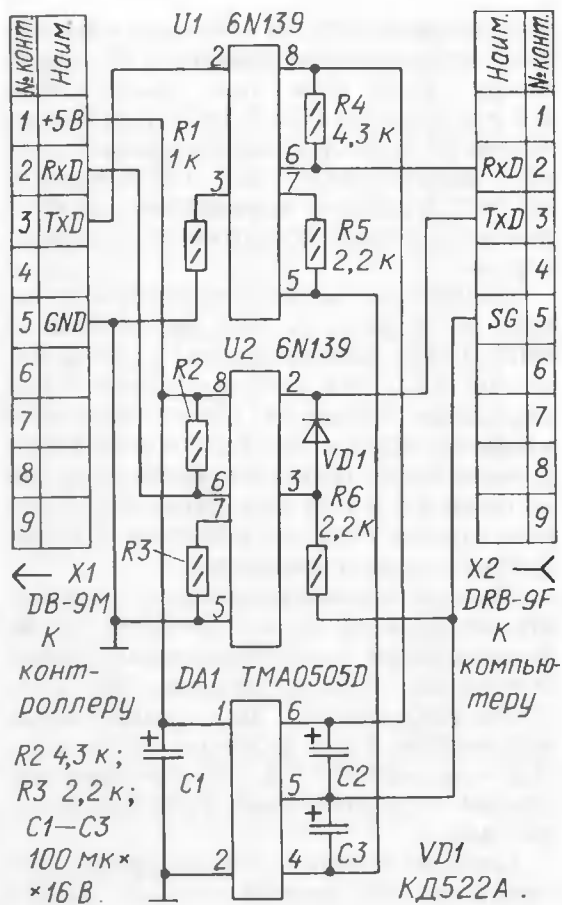 U1 6N139
№ конт.
Наим.
1 +5В
2 RxD
3 TxD
4
5 GND
6
7
8
9
X1
DB-9M
К
конт-
роллеру
R2 4,3 к;
R3 2,2 к;
C1—C3
100 мк×
×16 В.
2
8
R1
1 к
R4
4,3 к
6
3
7
R5
2,2 к
5
U2 6N139
R2
8
2
VD1
6
3
7
R6
2,2 к
R3
5
DA1 TMA0505D
1
6
+
C1
+
C2
5
+
C3
2
4
VD1
КД522А.
Наим.
№ конт.
1
RxD 2
TxD 3
4
SG 5
6
7
8
9
X2
DRB-9F
К
компью-
теру